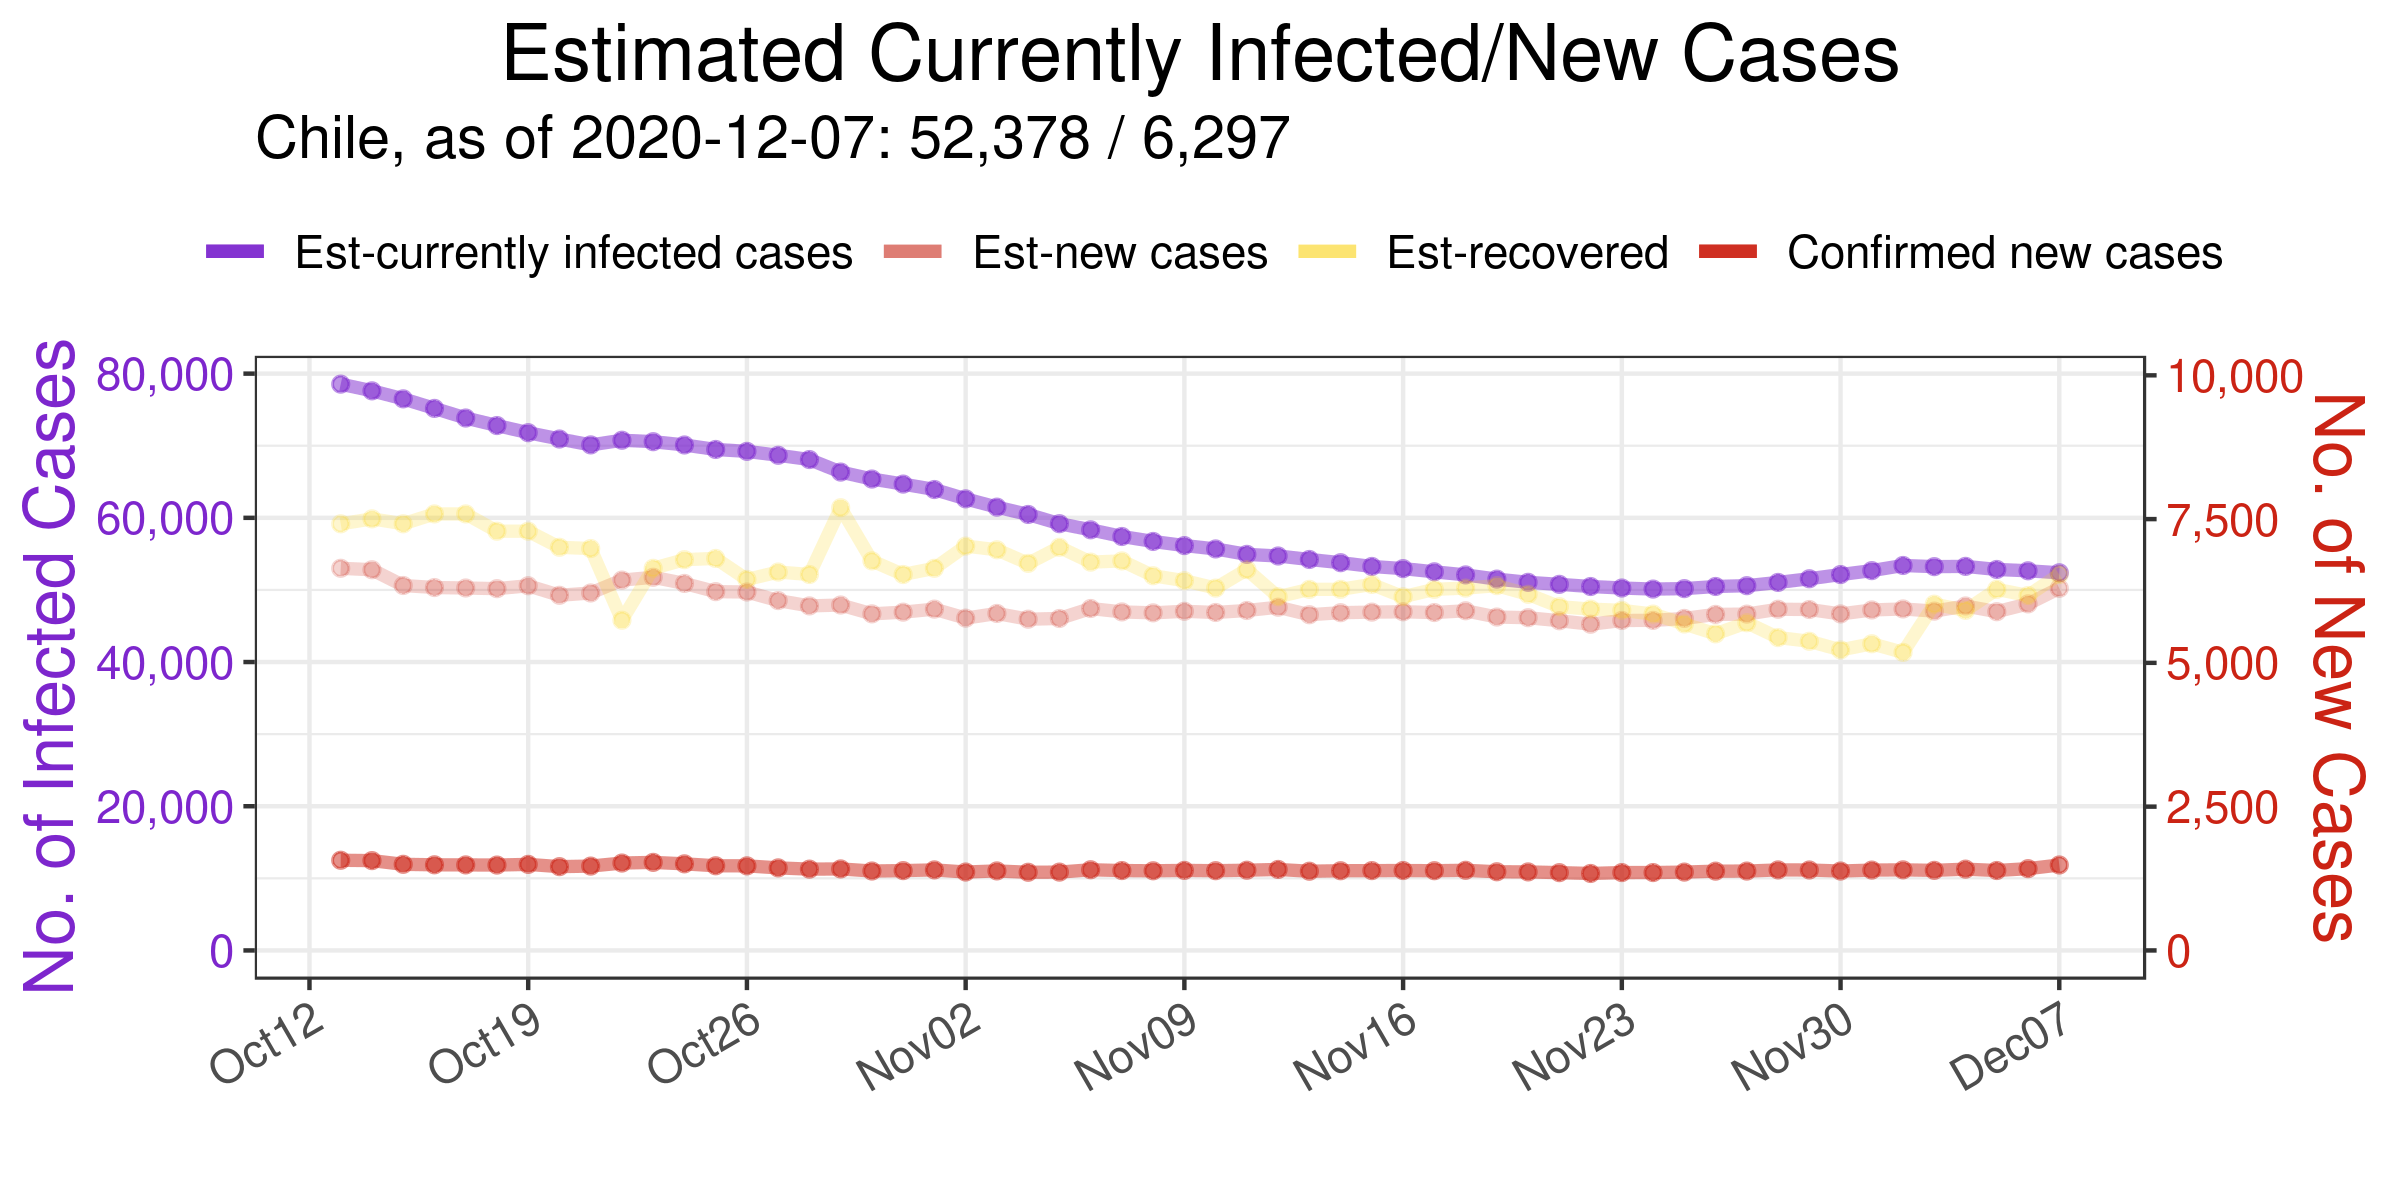 Estimated Currently Infected/New Cases
Chile, as of 2020-12-07: 52,378 / 6,297
Est-currently infected cases Est-new cases Est-recovered Confirmed new cases
No. of Infected Cases
80,000
60,000
40,000
20,000
0
10,000
7,500
5,000
2,500
0
No. of New Cases
Oct12 Oct19 Oct26 Nov02 Nov09 Nov16 Nov23 Nov30 Dec07